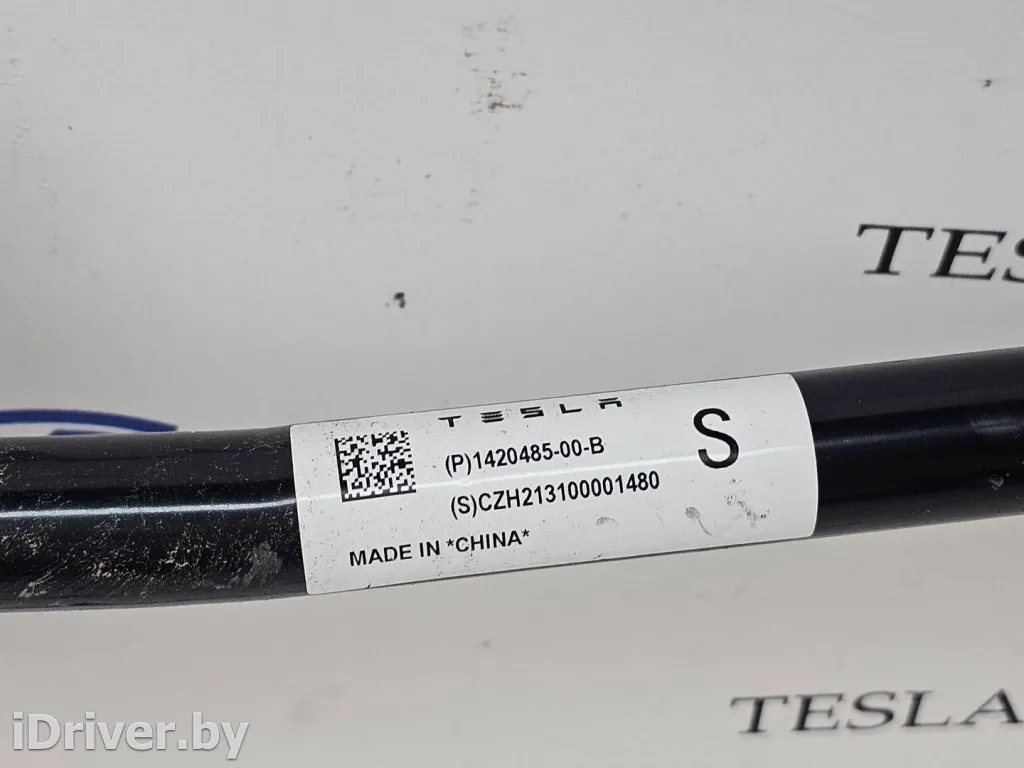 TESLA
(P)1420485-00-B
(S)CZH213100001480
MADE IN *CHINA*
S
TES
TESLA
iDriver.by